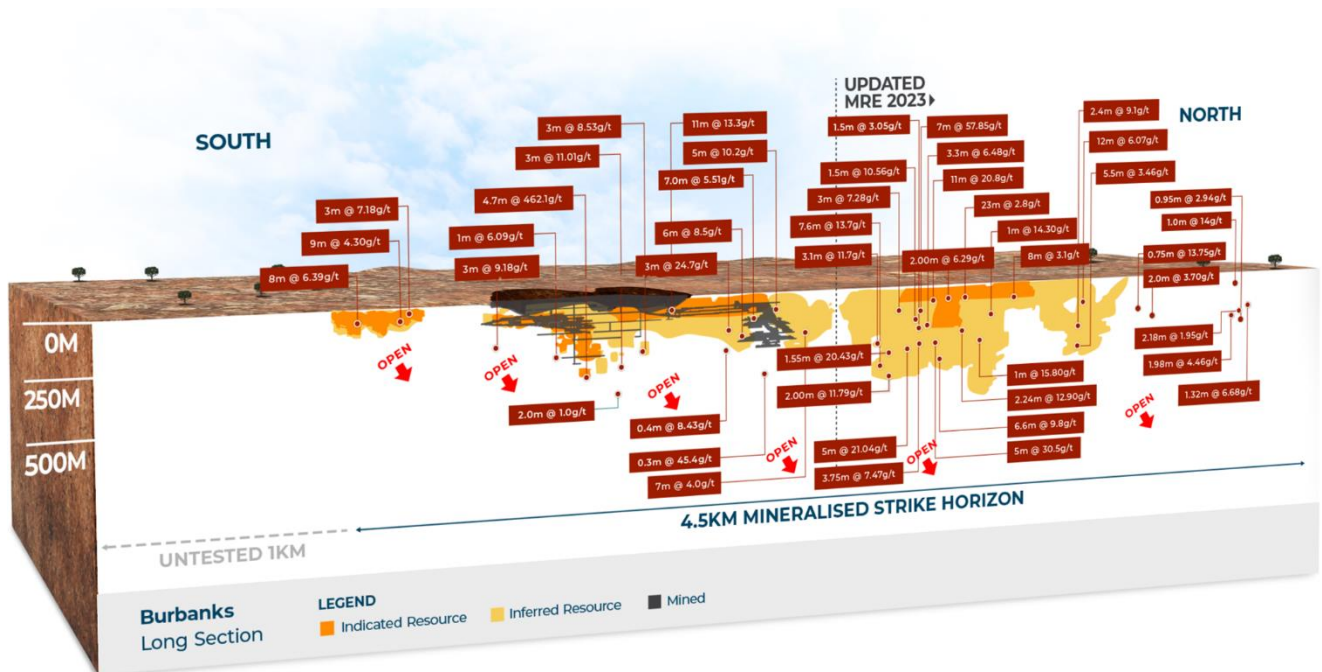 UPDATED
MRE 2023
SOUTH
NORTH
3m @ 8.53g/t
11m @ 13.3g/t
1.5m @ 3.05g/t
7m @ 57.85g/t
2.4m @ 9.1g/t
3m @ 11.01g/t
5m @ 10.2g/t
3.3m @ 6.48g/t
12m @ 6.07g/t
7.0m @ 5.51g/t
1.5m @ 10.56g/t
11m @ 20.8g/t
5.5m @ 3.46g/t
4.7m @ 462.1g/t
3m @ 7.28g/t
23m @ 2.8g/t
0.95m @ 2.94g/t
3m @ 7.18g/t
7.6m @ 13.7g/t
1.0m @ 14g/t
1m @ 6.09g/t
6m @ 8.5g/t
1m @ 14.30g/t
9m @ 4.30g/t
3.1m @ 11.7g/t
3m @ 9.18g/t
3m @ 24.7g/t
2.00m @ 6.29g/t
8m @ 3.1g/t
0.75m @ 13.75g/t
8m @ 6.39g/t
2.0m @ 3.70g/t
0M
2.18m @ 1.95g/t
OPEN
OPEN
1.55m @ 20.43g/t
1.98m @ 4.46g/t
250M
OPEN
2.00m @ 11.79g/t
1m @ 15.80g/t
1.32m @ 6.68g/t
2.0m @ 1.0g/t
2.24m @ 12.90g/t
OPEN
0.4m @ 8.43g/t
6.6m @ 9.8g/t
500M
0.3m @ 45.4g/t
OPEN
5m @ 21.04g/t
OPEN
5m @ 30.5g/t
7m @ 4.0g/t
3.75m @ 7.47g/t
4.5KM MINERALISED STRIKE HORIZON
UNTESTED 1KM
Burbanks
Long Section
LEGEND
Indicated Resource
Inferred Resource
Mined